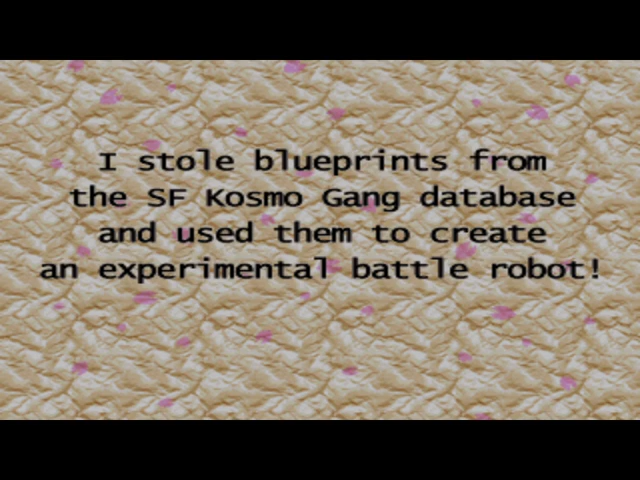 I stole blueprints from
the SF Kosmo Gang database
and used them to create
an experimental battle robot!